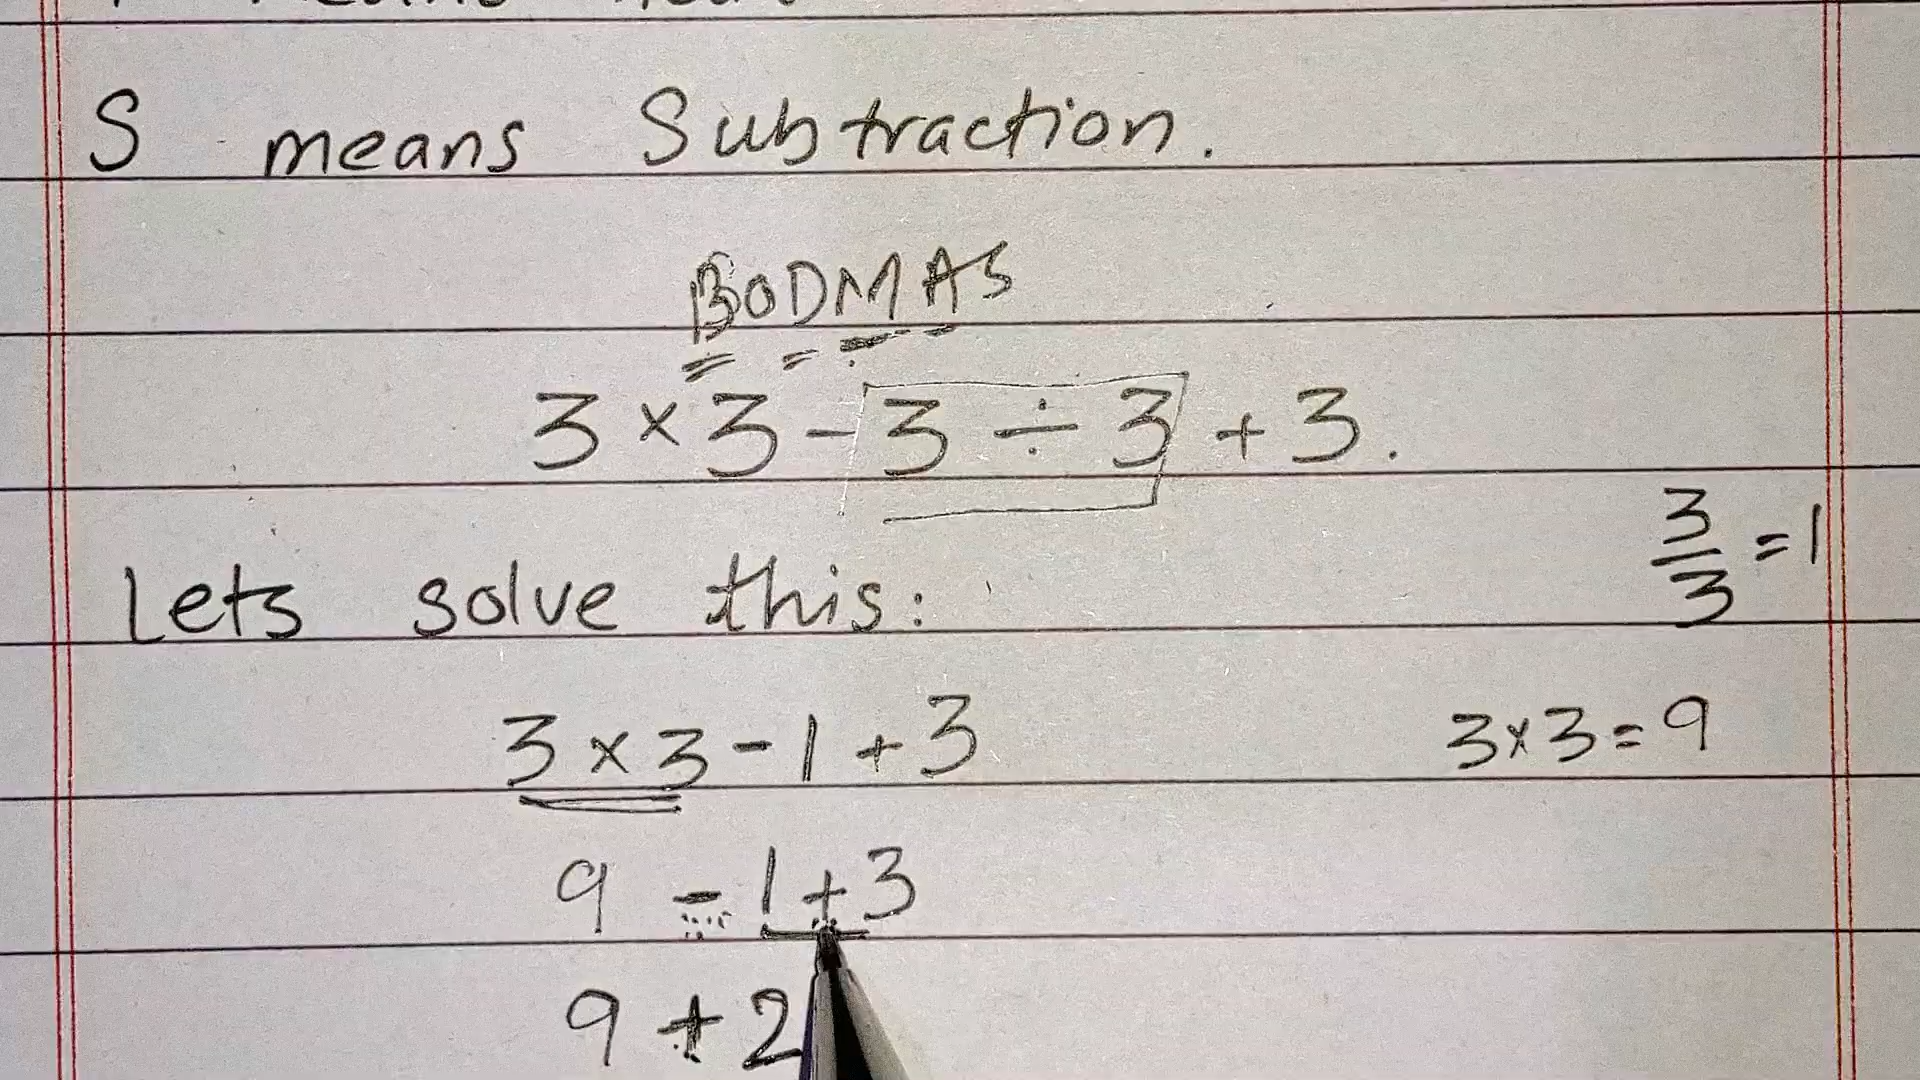 S means Subtraction.
BODMAS
3 × 3 - 3 ÷ 3 + 3.
3/3 = 1
Lets solve this:
3 × 3 - 1 + 3
3 × 3 = 9
9 - 1 + 3
9 + 2